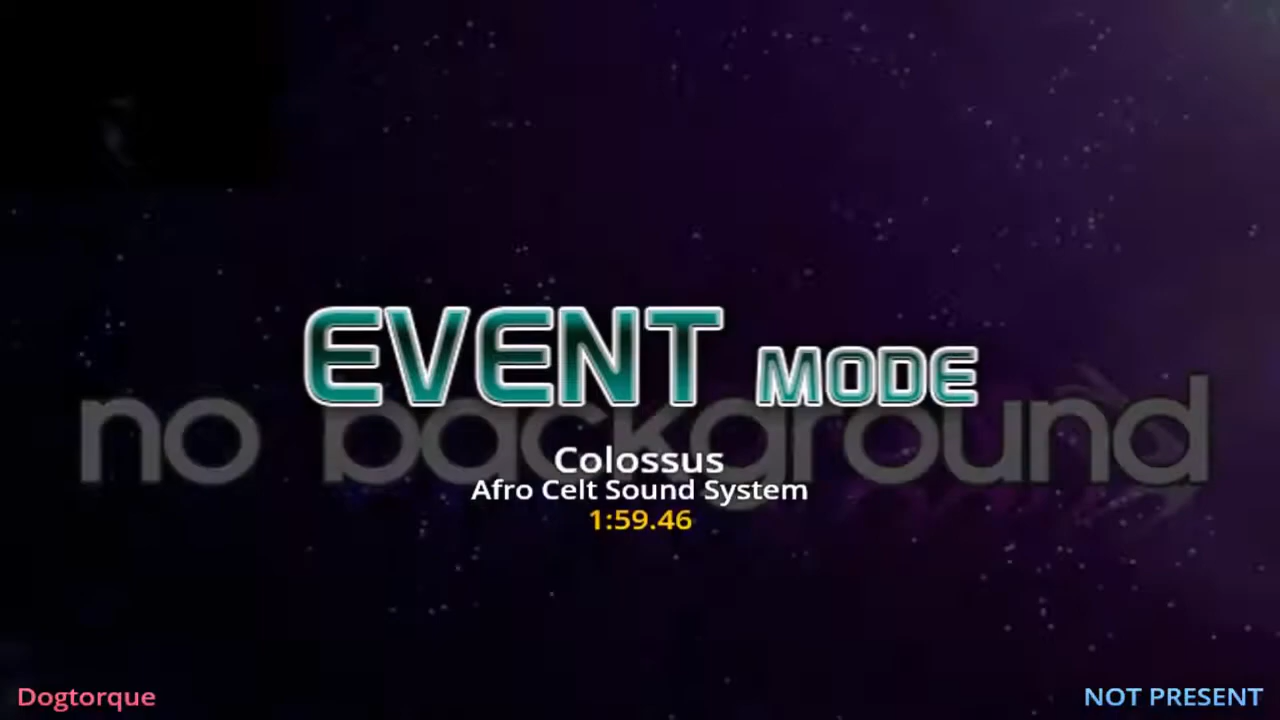 EVENT MODE
no background
Colossus
Afro Celt Sound System
1:59.46
Dogtorque
NOT PRESENT